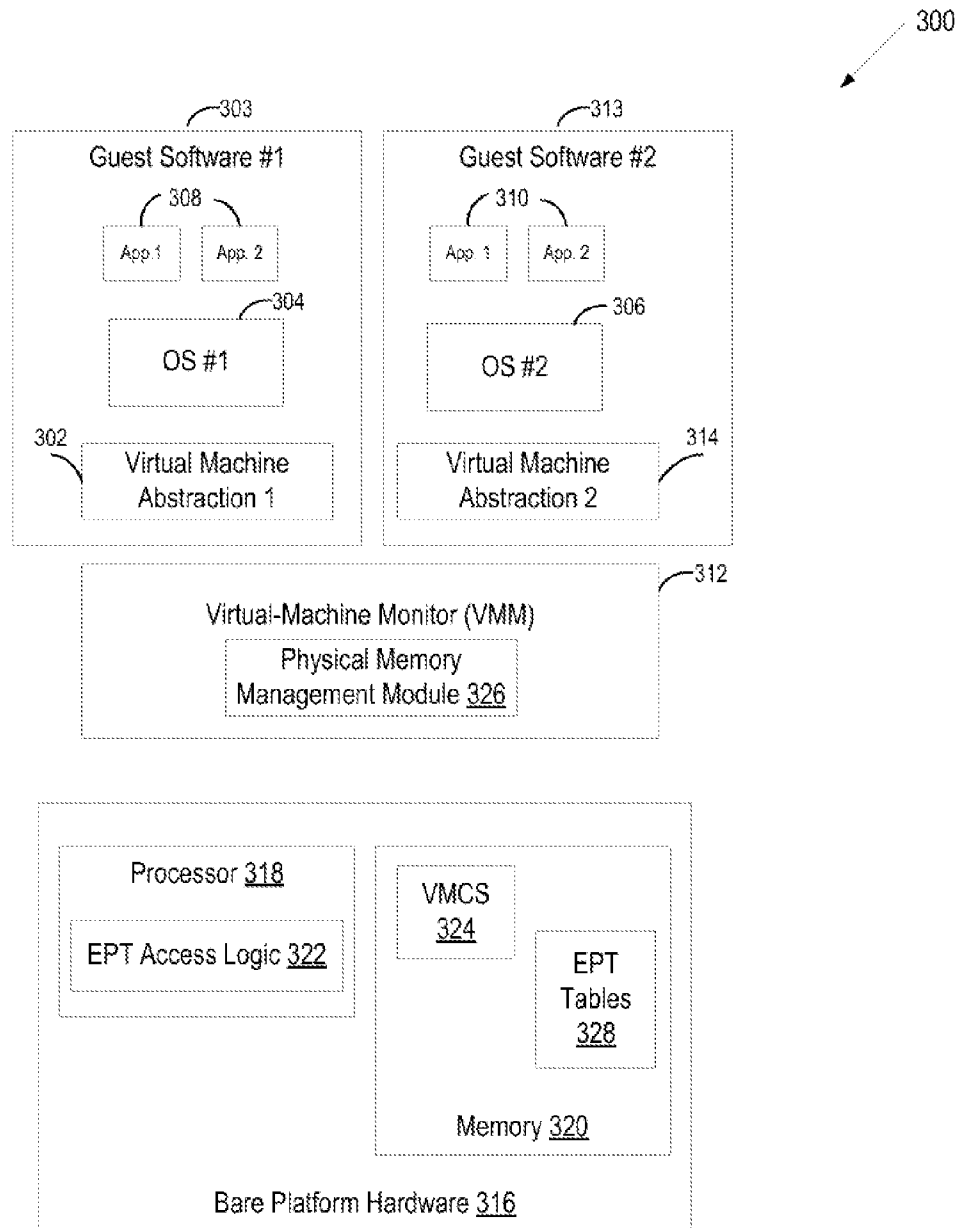 300
303
313
Guest Software #1
Guest Software #2
308
310
App.1
App. 2
App. 1
App. 2
304
306
OS #1
OS #2
302
314
Virtual Machine
Abstraction 1
Virtual Machine
Abstraction 2
312
Virtual-Machine Monitor (VMM)
Physical Memory
Management Module 326
Processor 318
EPT Access Logic 322
VMCS
324
EPT
Tables
328
Memory 320
Bare Platform Hardware 316